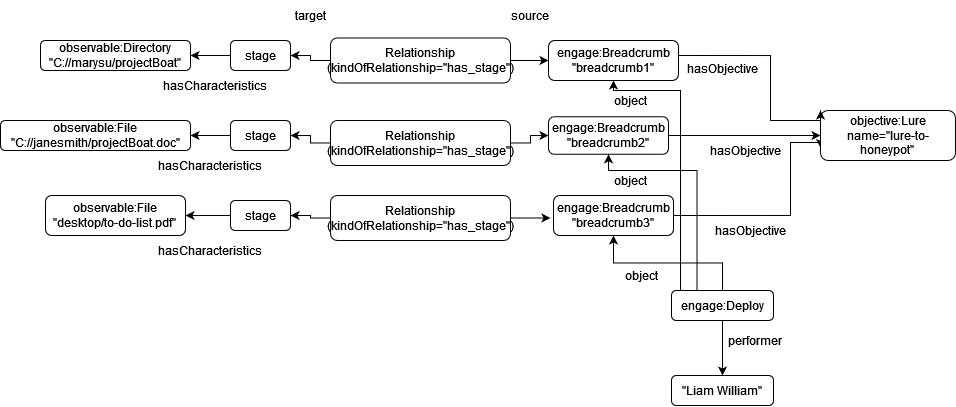 target
source
observable:Directory
"C://marysu/projectBoat"
stage
Relationship
(kindOfRelationship="has_stage")
engage:Breadcrumb
"breadcrumb1"
hasObjective
hasCharacteristics
object
observable:File
"C://janesmith/projectBoat.doc"
stage
Relationship
(kindOfRelationship="has_stage")
engage:Breadcrumb
"breadcrumb2"
hasObjective
objective:Lure
name="lure-to-
honeypot"
hasCharacteristics
object
observable:File
"desktop/to-do-list.pdf"
stage
Relationship
(kindOfRelationship="has_stage")
engage:Breadcrumb
"breadcrumb3"
hasObjective
hasCharacteristics
object
engage:Deploy
performer
"Liam William"